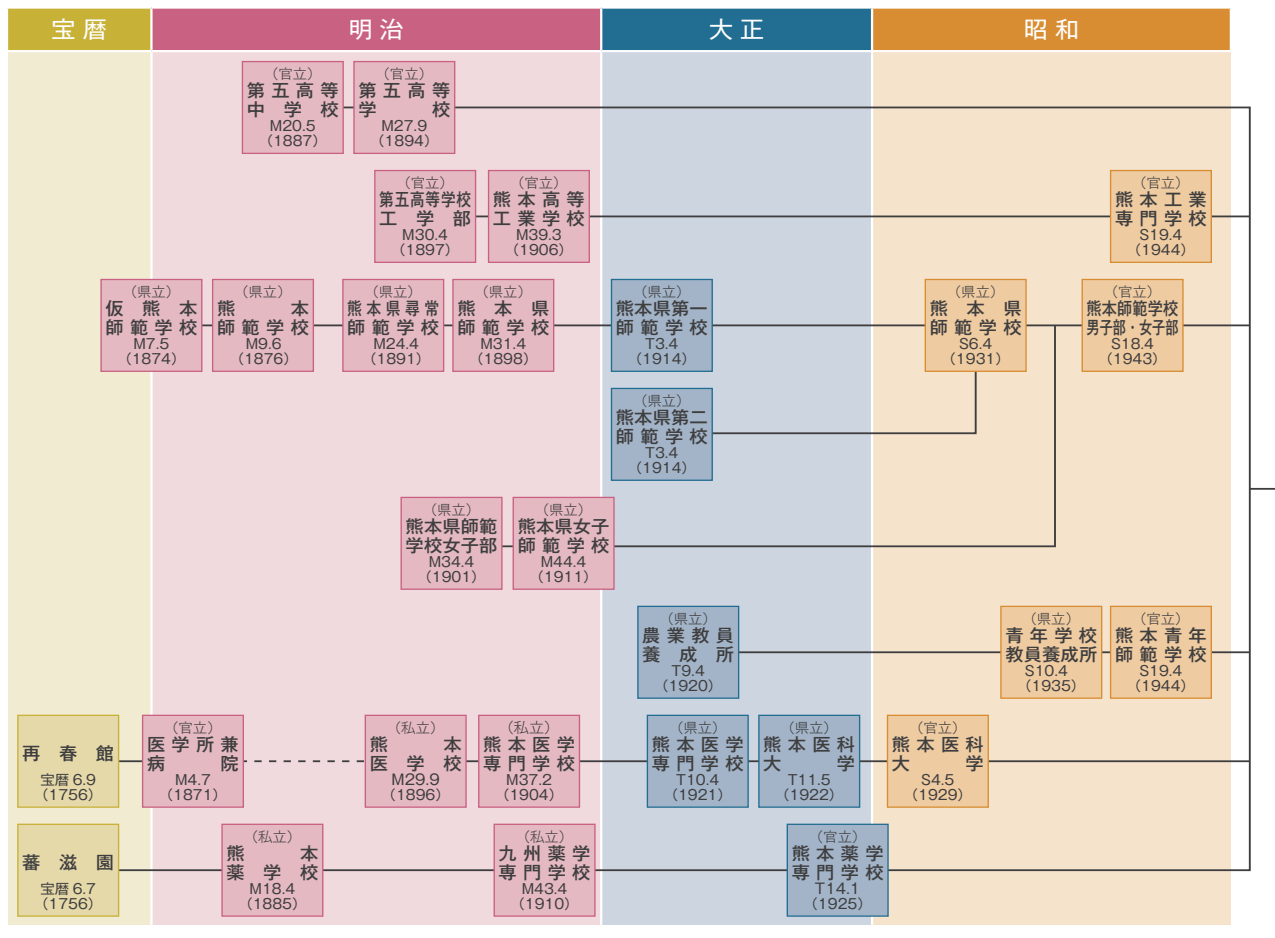 宝暦
明治
大正
昭和
（官立）
第五高等
中学校
M20.5
（1887）
（官立）
第五高等
学校
M27.9
（1894）
（官立）
第五高等学校
工学部
M30.4
（1897）
（官立）
熊本高等
工業学校
M39.3
（1906）
（官立）
熊本工業
専門学校
S19.4
（1944）
（県立）
仮熊本
師範学校
M7.5
（1874）
（県立）
熊本
師範学校
M9.6
（1876）
（県立）
熊本県尋常
師範学校
M24.4
（1891）
（県立）
熊本県
師範学校
M31.4
（1898）
（県立）
熊本県第一
師範学校
T3.4
（1914）
（県立）
熊本県
師範学校
S6.4
（1931）
（官立）
熊本師範学校
男子部・女子部
S18.4
（1943）
（県立）
熊本県第二
師範学校
T3.4
（1914）
（県立）
熊本県師範
学校女子部
M34.4
（1901）
（県立）
熊本県女子
師範学校
M44.4
（1911）
（県立）
農業教員
養成所
T9.4
（1920）
（県立）
青年学校
教員養成所
S10.4
（1935）
（官立）
熊本青年
師範学校
S19.4
（1944）
再春館
宝暦 6.9
（1756）
（官立）
医学所兼
病院
M4.7
（1871）
（私立）
熊本
医学校
M29.9
（1896）
（私立）
熊本医学
専門学校
M37.2
（1904）
（県立）
熊本医学
専門学校
T10.4
（1921）
（県立）
熊本医科
大学
T11.5
（1922）
（官立）
熊本医科
大学
S4.5
（1929）
蕃滋園
宝暦 6.7
（1756）
（私立）
熊本
薬学校
M18.4
（1885）
（私立）
九州薬学
専門学校
M43.4
（1910）
（官立）
熊本薬学
専門学校
T14.1
（1925）